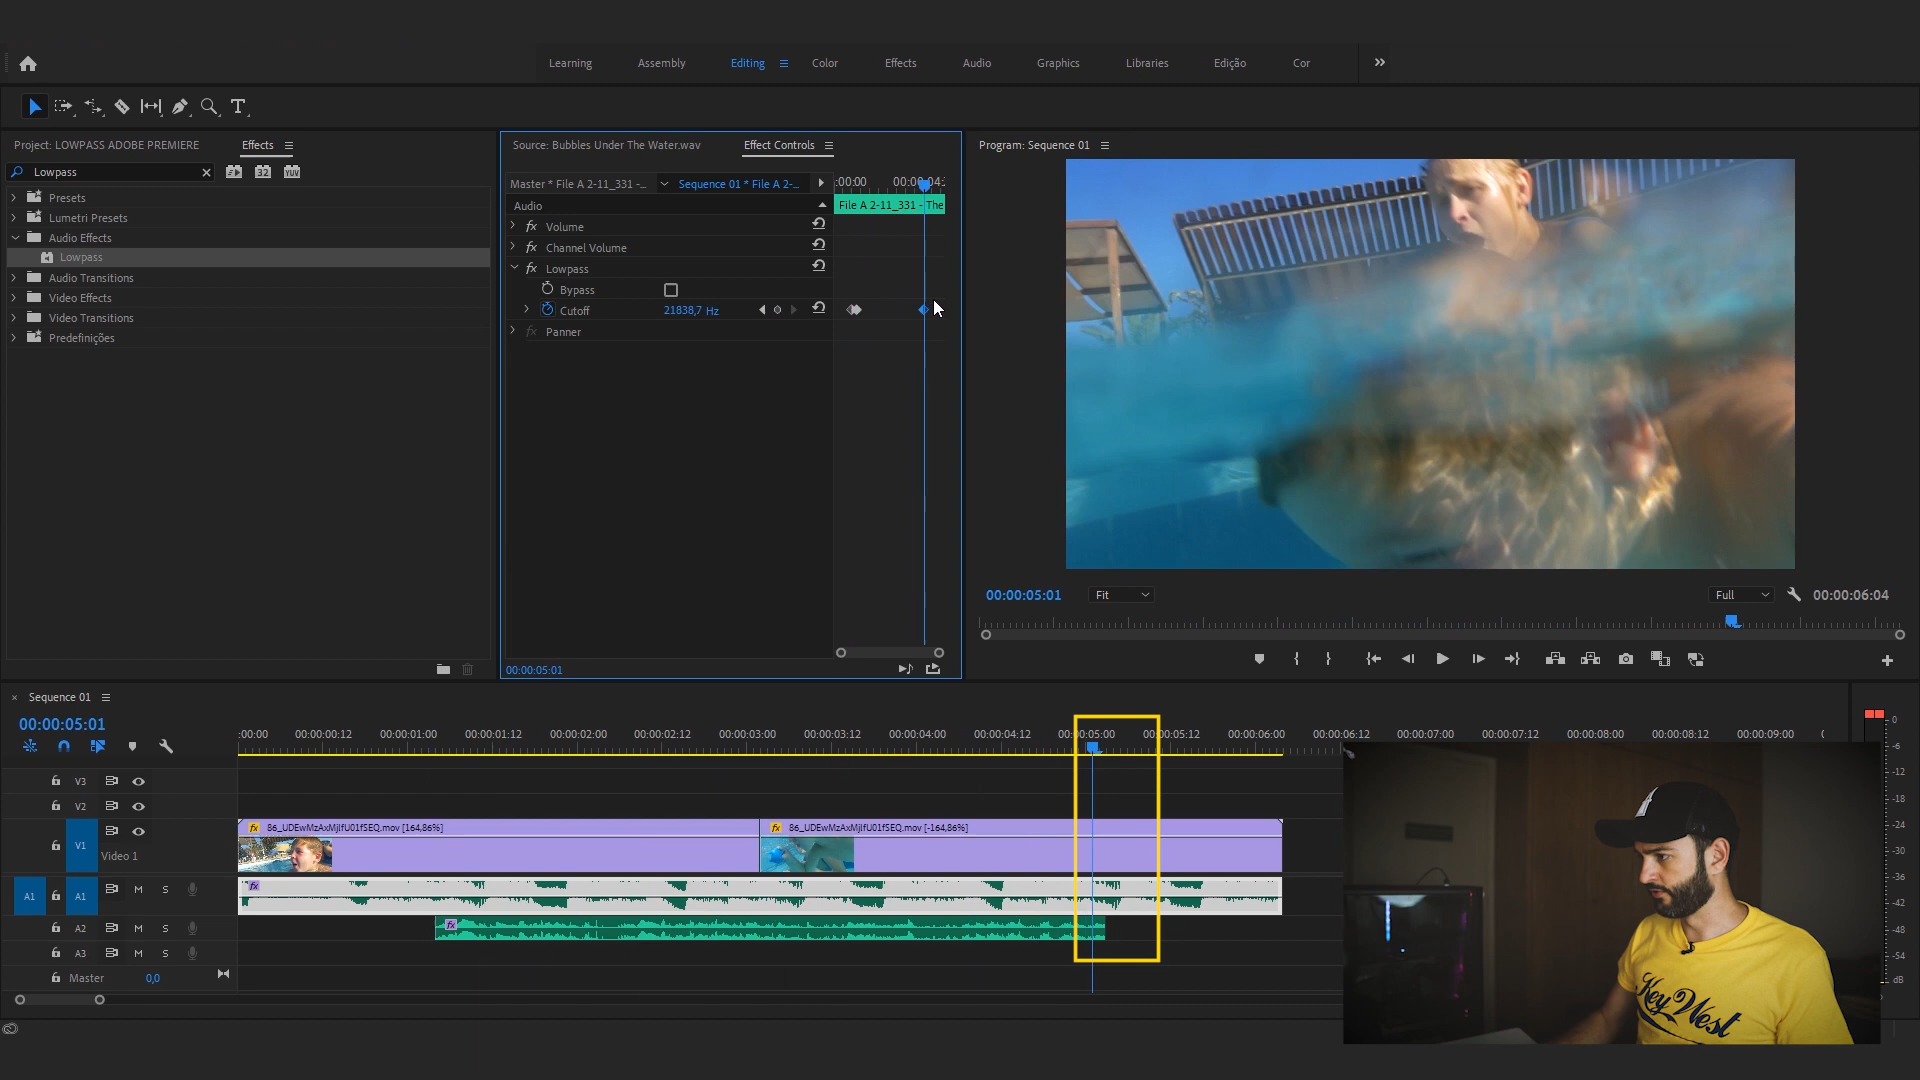 Learning Assembly Editing Color Effects Audio Graphics Libraries Edição Cor
Project: LOWPASS ADOBE PREMIERE Effects
Lowpass
32 YUV
Presets
Lumetri Presets
Audio Effects
Lowpass
Audio Transitions
Video Effects
Video Transitions
Predefinições
Source: Bubbles Under The Water.wav Effect Controls
Master * File A 2-11_331 -... Sequence 01 * File A 2-...
:00:00
Audio
File A 2-11_331 - The
fx Volume
fx Channel Volume
fx Lowpass
Bypass
Cutoff 21838,7 Hz
fx Panner
00:00:05:01
Program: Sequence 01
00:00:05:01 Fit Full 00:00:06:04
Sequence 01
00:00:05:01
:00:00 00:00:00:12 00:00:01:00 00:00:01:12 00:00:02:00 00:00:02:12 00:00:03:00 00:00:03:12 00:00:04:00 00:00:04:12 00:00:05:00 00:00:05:12 00:00:06:00 00:00:06:12 00:00:07:00 00:00:07:12 00:00:08:00 00:00:08:12 00:00:09:00
V3
V2
V1 Video 1
fx 86_UDEwMzAxMjIfU01fSEQ.mov [164,86%]
fx 86_UDEwMzAxMjIfU01fSEQ.mov [-164,86%]
A1 A1 M S
fx
A2 M S
fx
A3 M S
Master 0,0
0
-6
-12
-18
-24
-30
-36
-42
-48
-54
dB
Key West